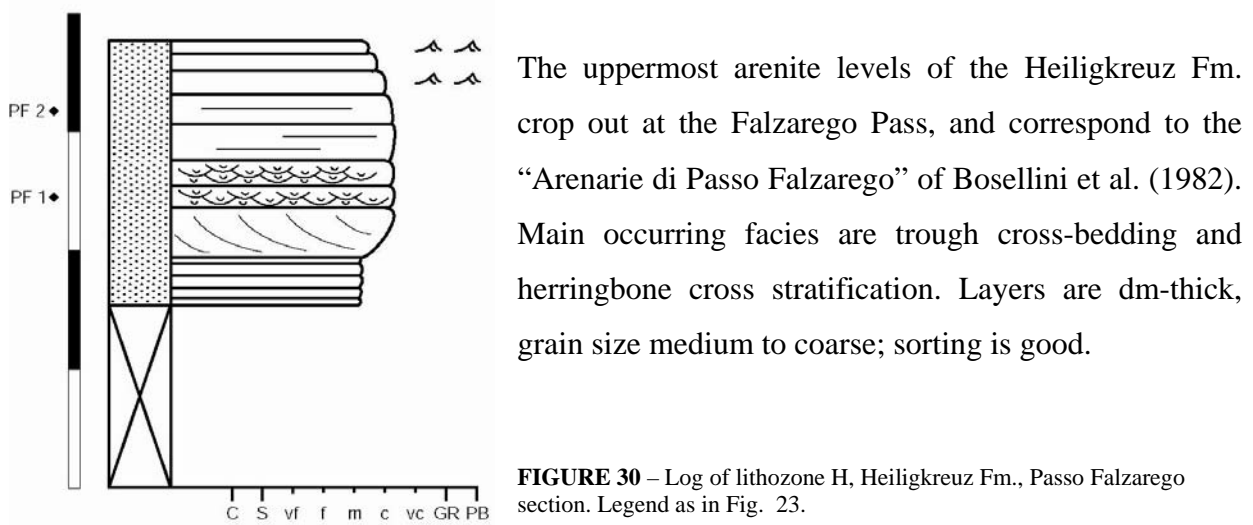 PF 2
PF 1
C S vf f m c vc GR PB
The uppermost arenite levels of the Heiligkreuz Fm.
crop out at the Falzarego Pass, and correspond to the
“Arenarie di Passo Falzarego” of Bosellini et al. (1982).
Main occurring facies are trough cross-bedding and
herringbone cross stratification. Layers are dm-thick,
grain size medium to coarse; sorting is good.
FIGURE 30 – Log of lithozone H, Heiligkreuz Fm., Passo Falzarego
section. Legend as in Fig. 23.